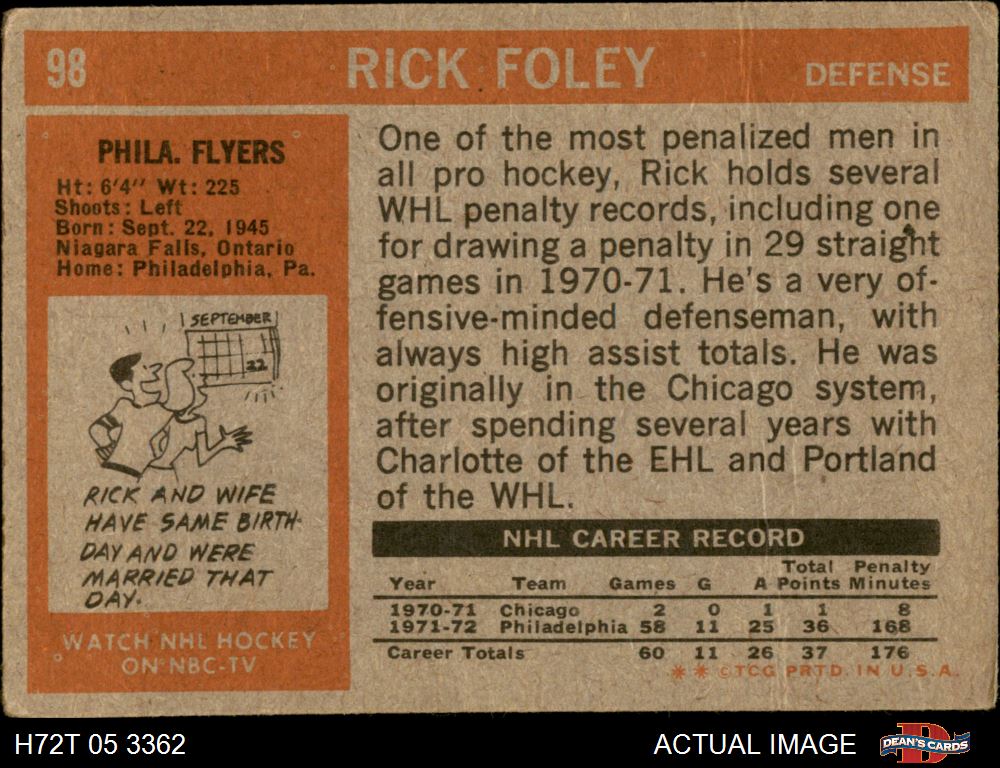 98
RICK FOLEY
DEFENSE
PHILA. FLYERS
Ht: 6'4" Wt: 225
Shoots: Left
Born: Sept. 22, 1945
Niagara Falls, Ontario
Home: Philadelphia, Pa.
SEPTEMBER
22
RICK AND WIFE
HAVE SAME BIRTH-
DAY AND WERE
MARRIED THAT
DAY.
WATCH NHL HOCKEY
ON NBC-TV
One of the most penalized men in
all pro hockey, Rick holds several
WHL penalty records, including one
for drawing a penalty in 29 straight
games in 1970-71. He's a very of-
fensive-minded defenseman, with
always high assist totals. He was
originally in the Chicago system,
after spending several years with
Charlotte of the EHL and Portland
of the WHL.
NHL CAREER RECORD
Year Team Games G A Total Points Penalty Minutes
1970-71 Chicago 2 0 1 1 8
1971-72 Philadelphia 58 11 25 36 168
Career Totals 60 11 26 37 176
* * ©TCG PRTD. IN U.S.A.
H72T 05 3362
ACTUAL IMAGE
DEAN'S CARDS